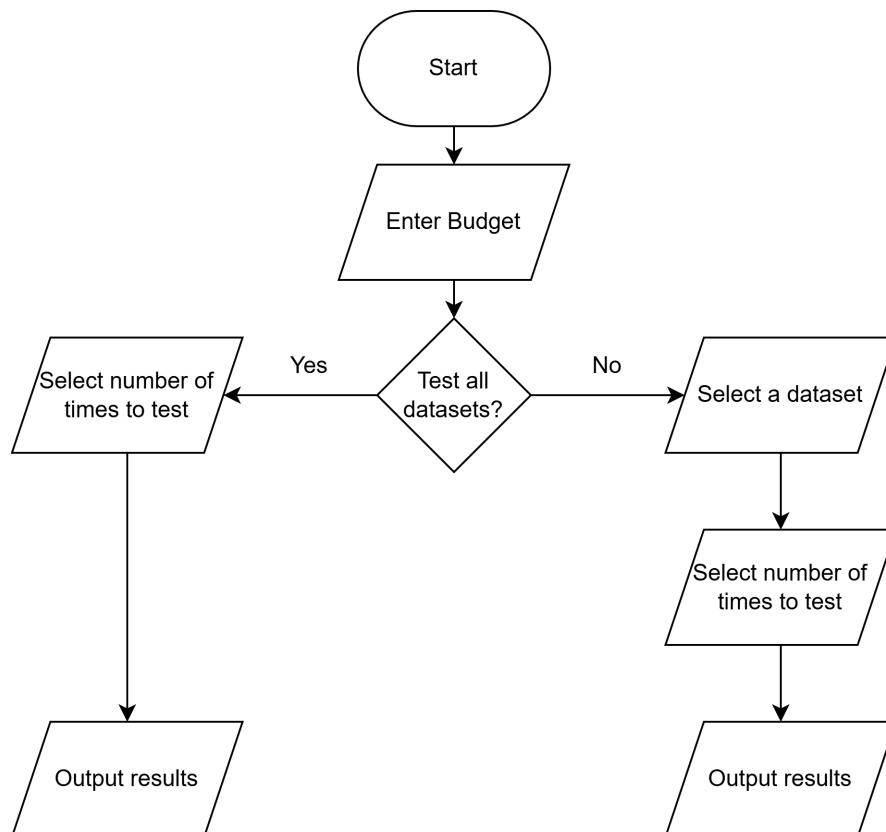 Start
Enter Budget
Yes
No
Select number of
times to test
Test all
datasets?
Select a dataset
Select number of
times to test
Output results
Output results